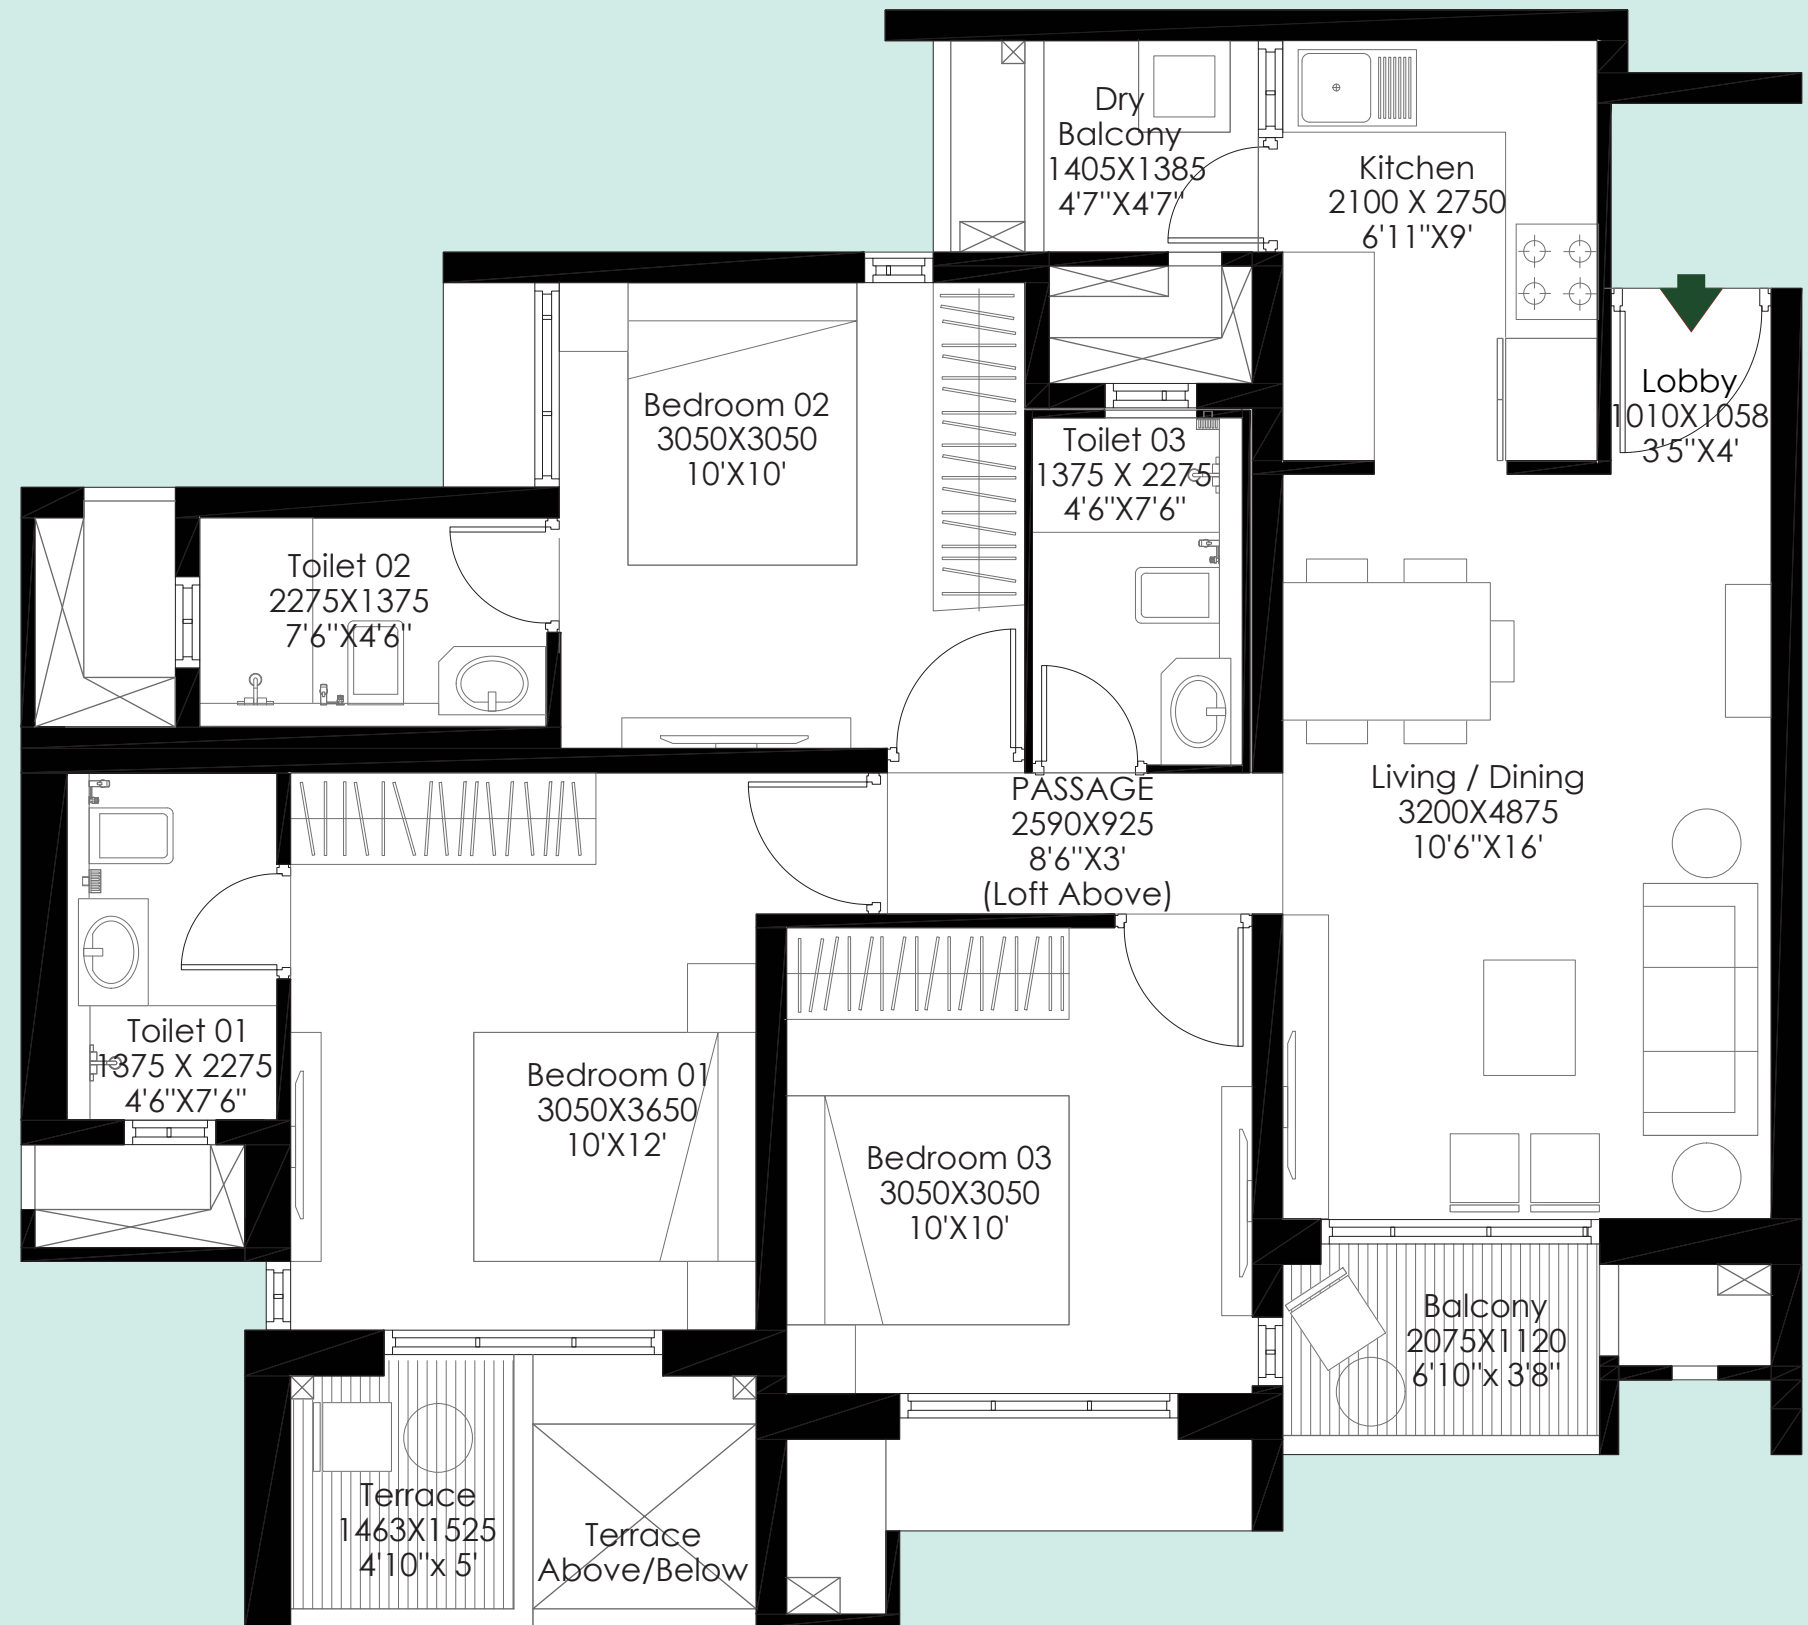 Dry
Balcony
1405X1385
4'7"X4'7"
Kitchen
2100 X 2750
6'11"X9'
Lobby
1010X1058
3'5"X4'
Bedroom 02
3050X3050
10'X10'
Toilet 03
1375 X 2275
4'6"X7'6"
Toilet 02
2275X1375
7'6"X4'6"
PASSAGE
2590X925
8'6"X3'
(Loft Above)
Living / Dining
3200X4875
10'6"X16'
Toilet 01
1375 X 2275
4'6"X7'6"
Bedroom 01
3050X3650
10'X12'
Bedroom 03
3050X3050
10'X10'
Balcony
2075X1120
6'10"x 3'8"
Terrace
1463X1525
4'10"x 5'
Terrace
Above/Below